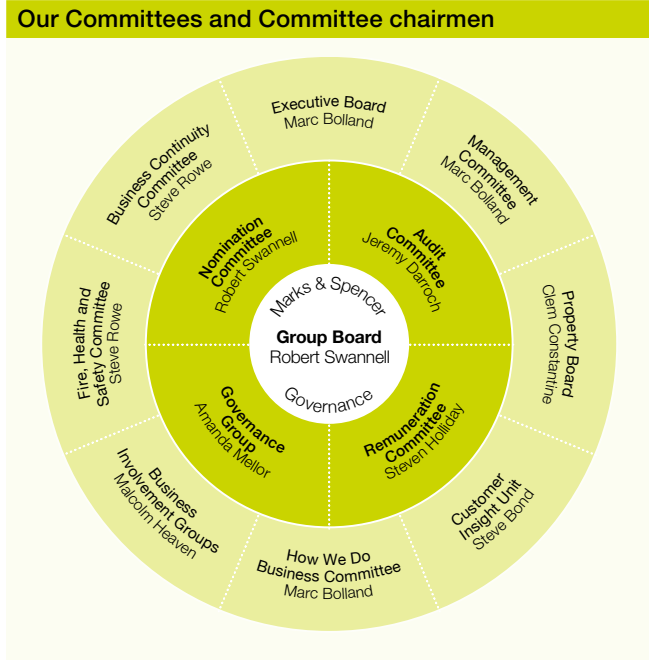 Our Committees and Committee chairmen
Executive Board
Marc Bolland
Management
Committee
Marc Bolland
Property Board
Clem Constantine
Customer
Insight Unit
Steve Bond
How We Do
Business Committee
Marc Bolland
Business
Involvement Groups
Malcolm Heaven
Fire, Health and
Safety Committee
Steve Rowe
Business Continuity
Committee
Steve Rowe
Nomination
Committee
Robert Swannell
Audit
Committee
Jeremy Darroch
Remuneration
Committee
Steven Holliday
Governance
Group
Amanda Mellor
Marks & Spencer
Group Board
Robert Swannell
Governance